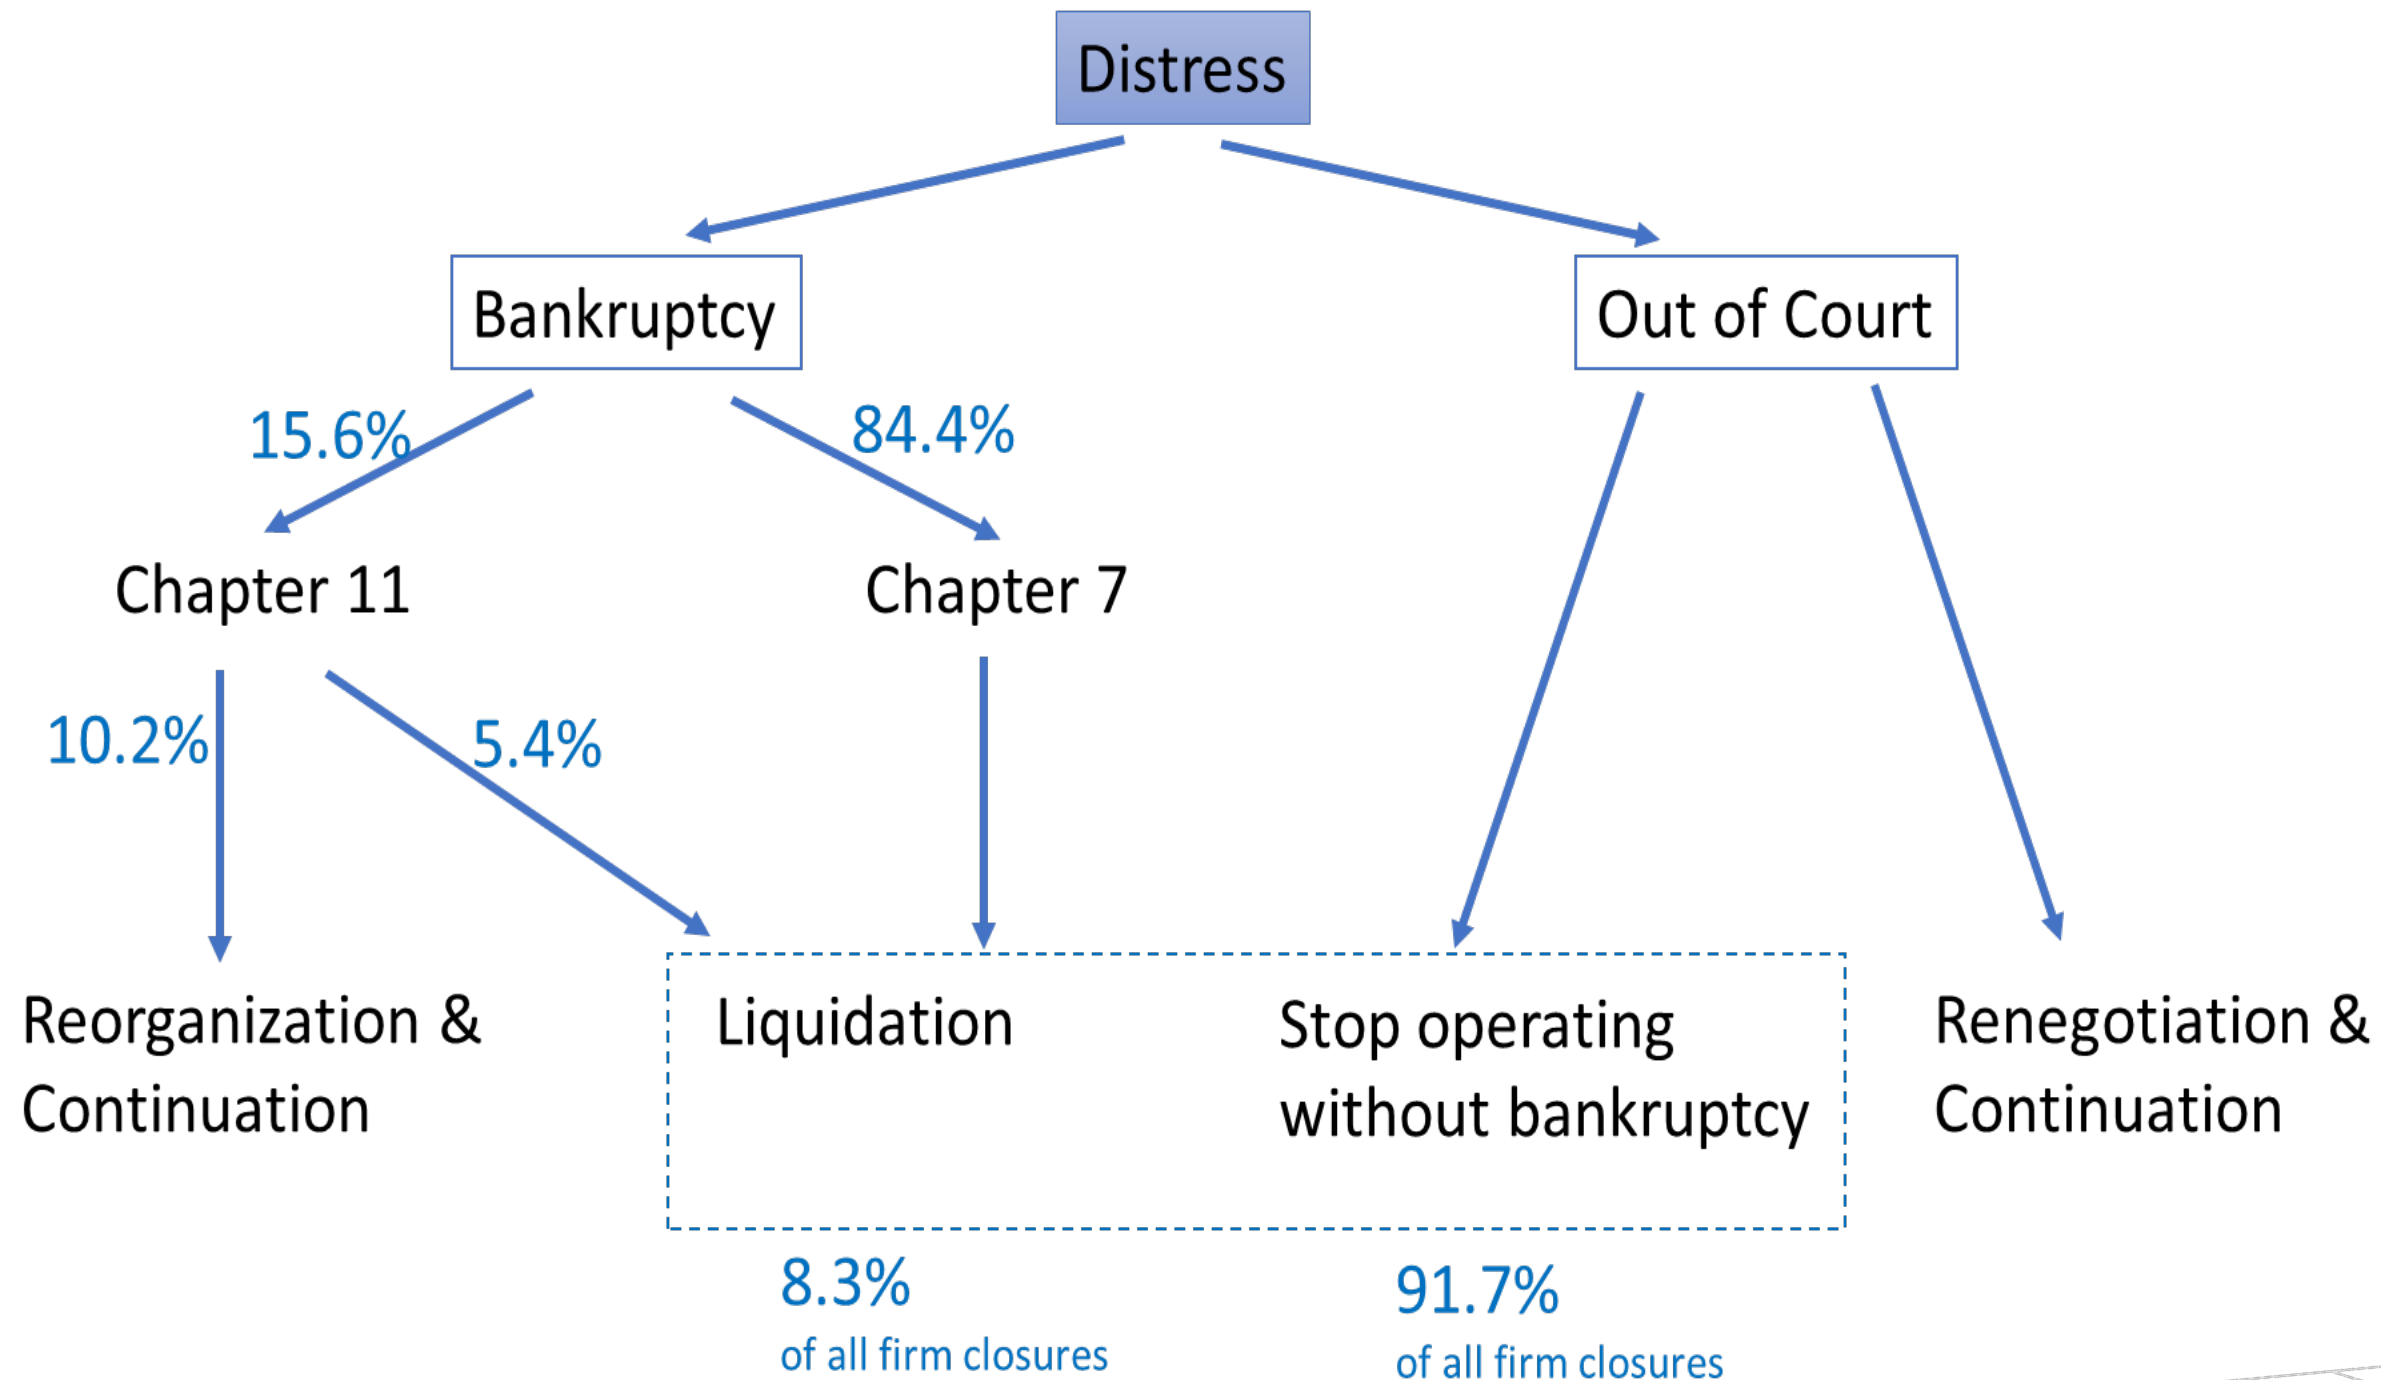 Distress
Bankruptcy
Out of Court
15.6%
84.4%
Chapter 11
Chapter 7
10.2%
5.4%
Reorganization &
Continuation
Liquidation
Stop operating
without bankruptcy
Renegotiation &
Continuation
8.3%
of all firm closures
91.7%
of all firm closures